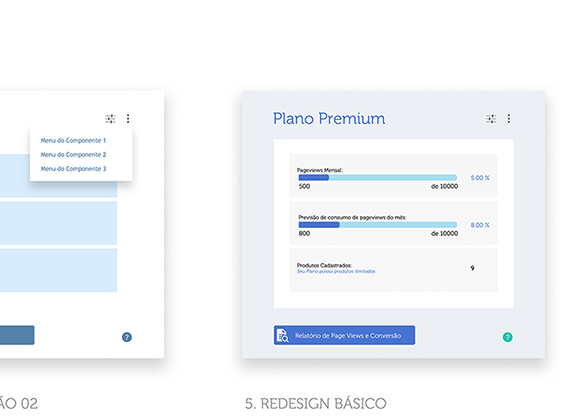 Menu do Componente 1
Menu do Componente 2
Menu do Componente 3
?
ÃO 02
Plano Premium
Pageviews Mensal:
5.00 %
500
de 10000
Previsão de consumo de pageviews do mês:
8.00 %
800
de 10000
Produtos Cadastrados:
Seu Plano possui produtos ilimitados
9
Relatório de Page Views e Conversão
?
5. REDESIGN BÁSICO